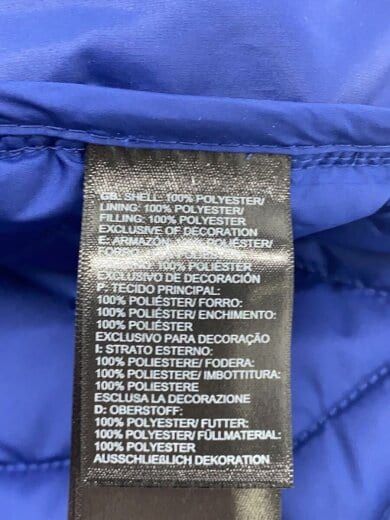 GB: SHELL: 100% POLYESTER/
LINING: 100% POLYESTER/
FILLING: 100% POLYESTER
EXCLUSIVE OF DECORATION
E: ARMAZÓN: 100% POLIÉSTER/
FORRO: 100% POLIÉSTER/
100% POLIÉSTER
EXCLUSIVO DE DECORACIÓN
P: TECIDO PRINCIPAL:
100% POLIÉSTER/ FORRO:
100% POLIÉSTER/ ENCHIMENTO:
100% POLIÉSTER
EXCLUSIVO PARA DECORAÇÃO
I: STRATO ESTERNO:
100% POLIESTERE/ FODERA:
100% POLIESTERE/ IMBOTTITURA:
100% POLIESTERE
ESCLUSA LA DECORAZIONE
D: OBERSTOFF:
100% POLYESTER/ FUTTER:
100% POLYESTER/ FÜLLMATERIAL:
100% POLYESTER
AUSSCHLIEßLICH DEKORATION